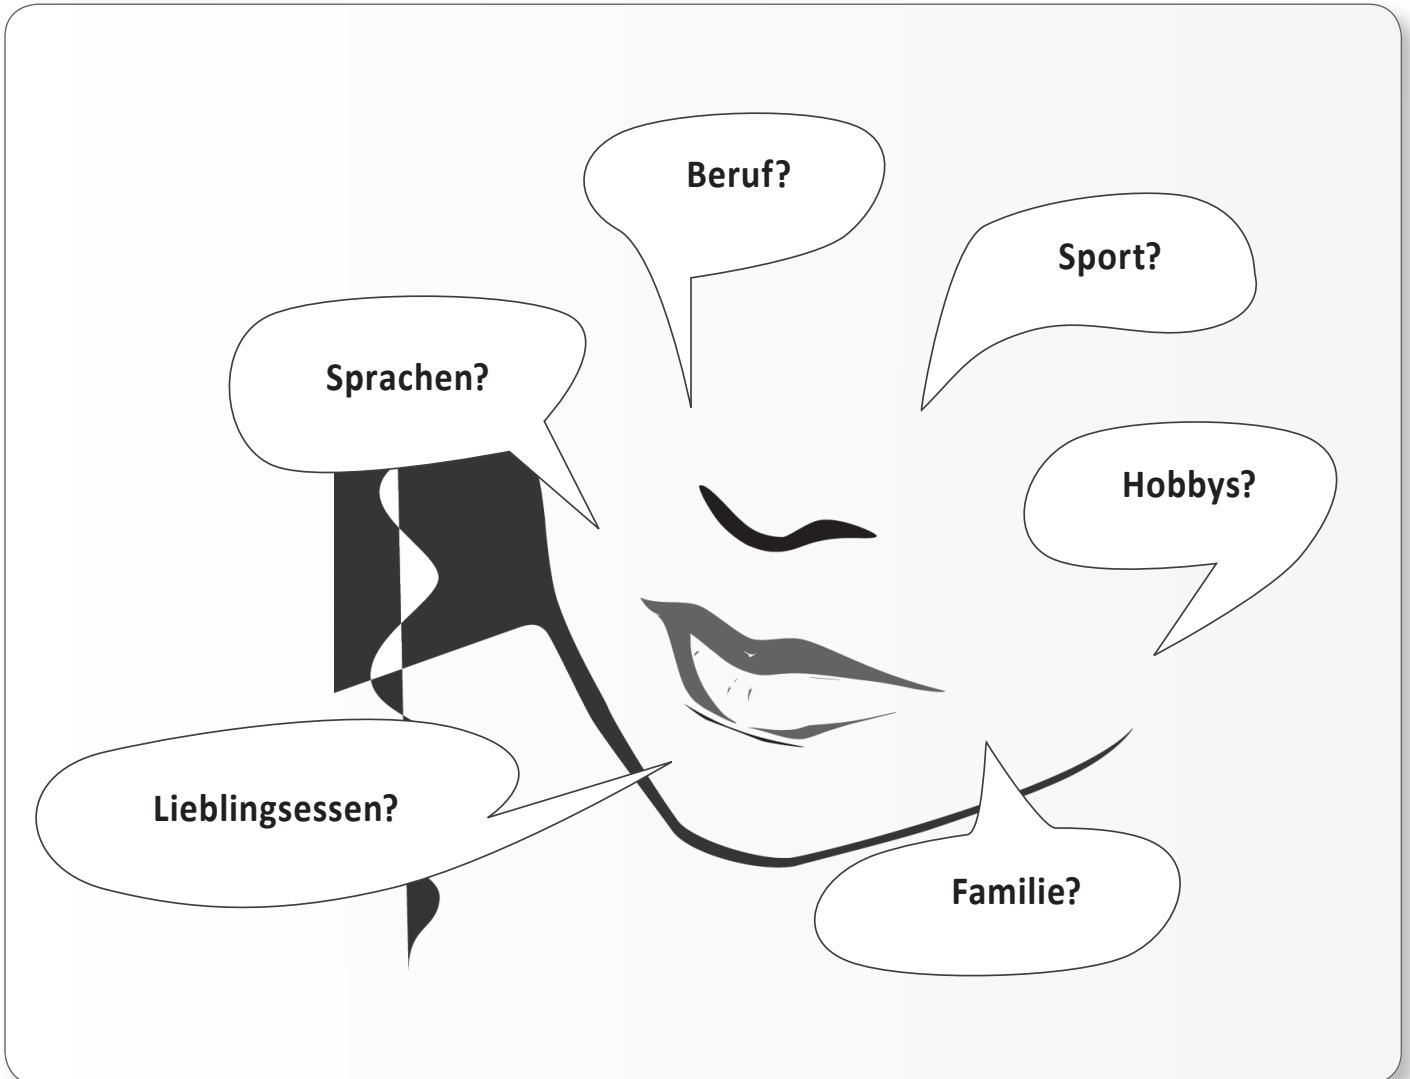 Beruf?
Sport?
Sprachen?
Hobbys?
Lieblingsessen?
Familie?